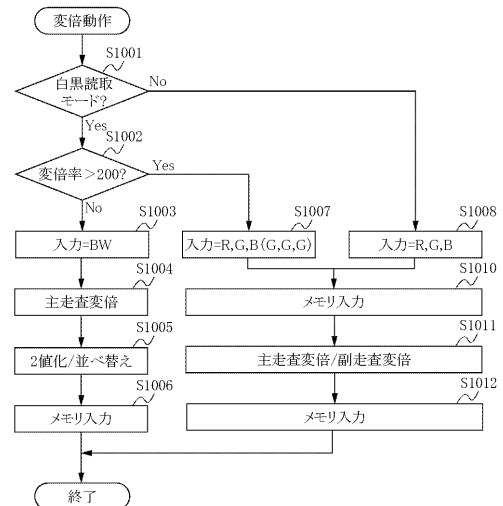 変倍動作
S1001
白黒読取
モード?
No
Yes
S1002
変倍率>200?
Yes
No
S1003
入力=BW
S1007
入力=R,G,B(G,G,G)
S1008
入力=R,G,B
S1004
主走査変倍
S1010
メモリ入力
S1005
2値化/並べ替え
S1011
主走査変倍/副走査変倍
S1006
メモリ入力
S1012
メモリ入力
終了